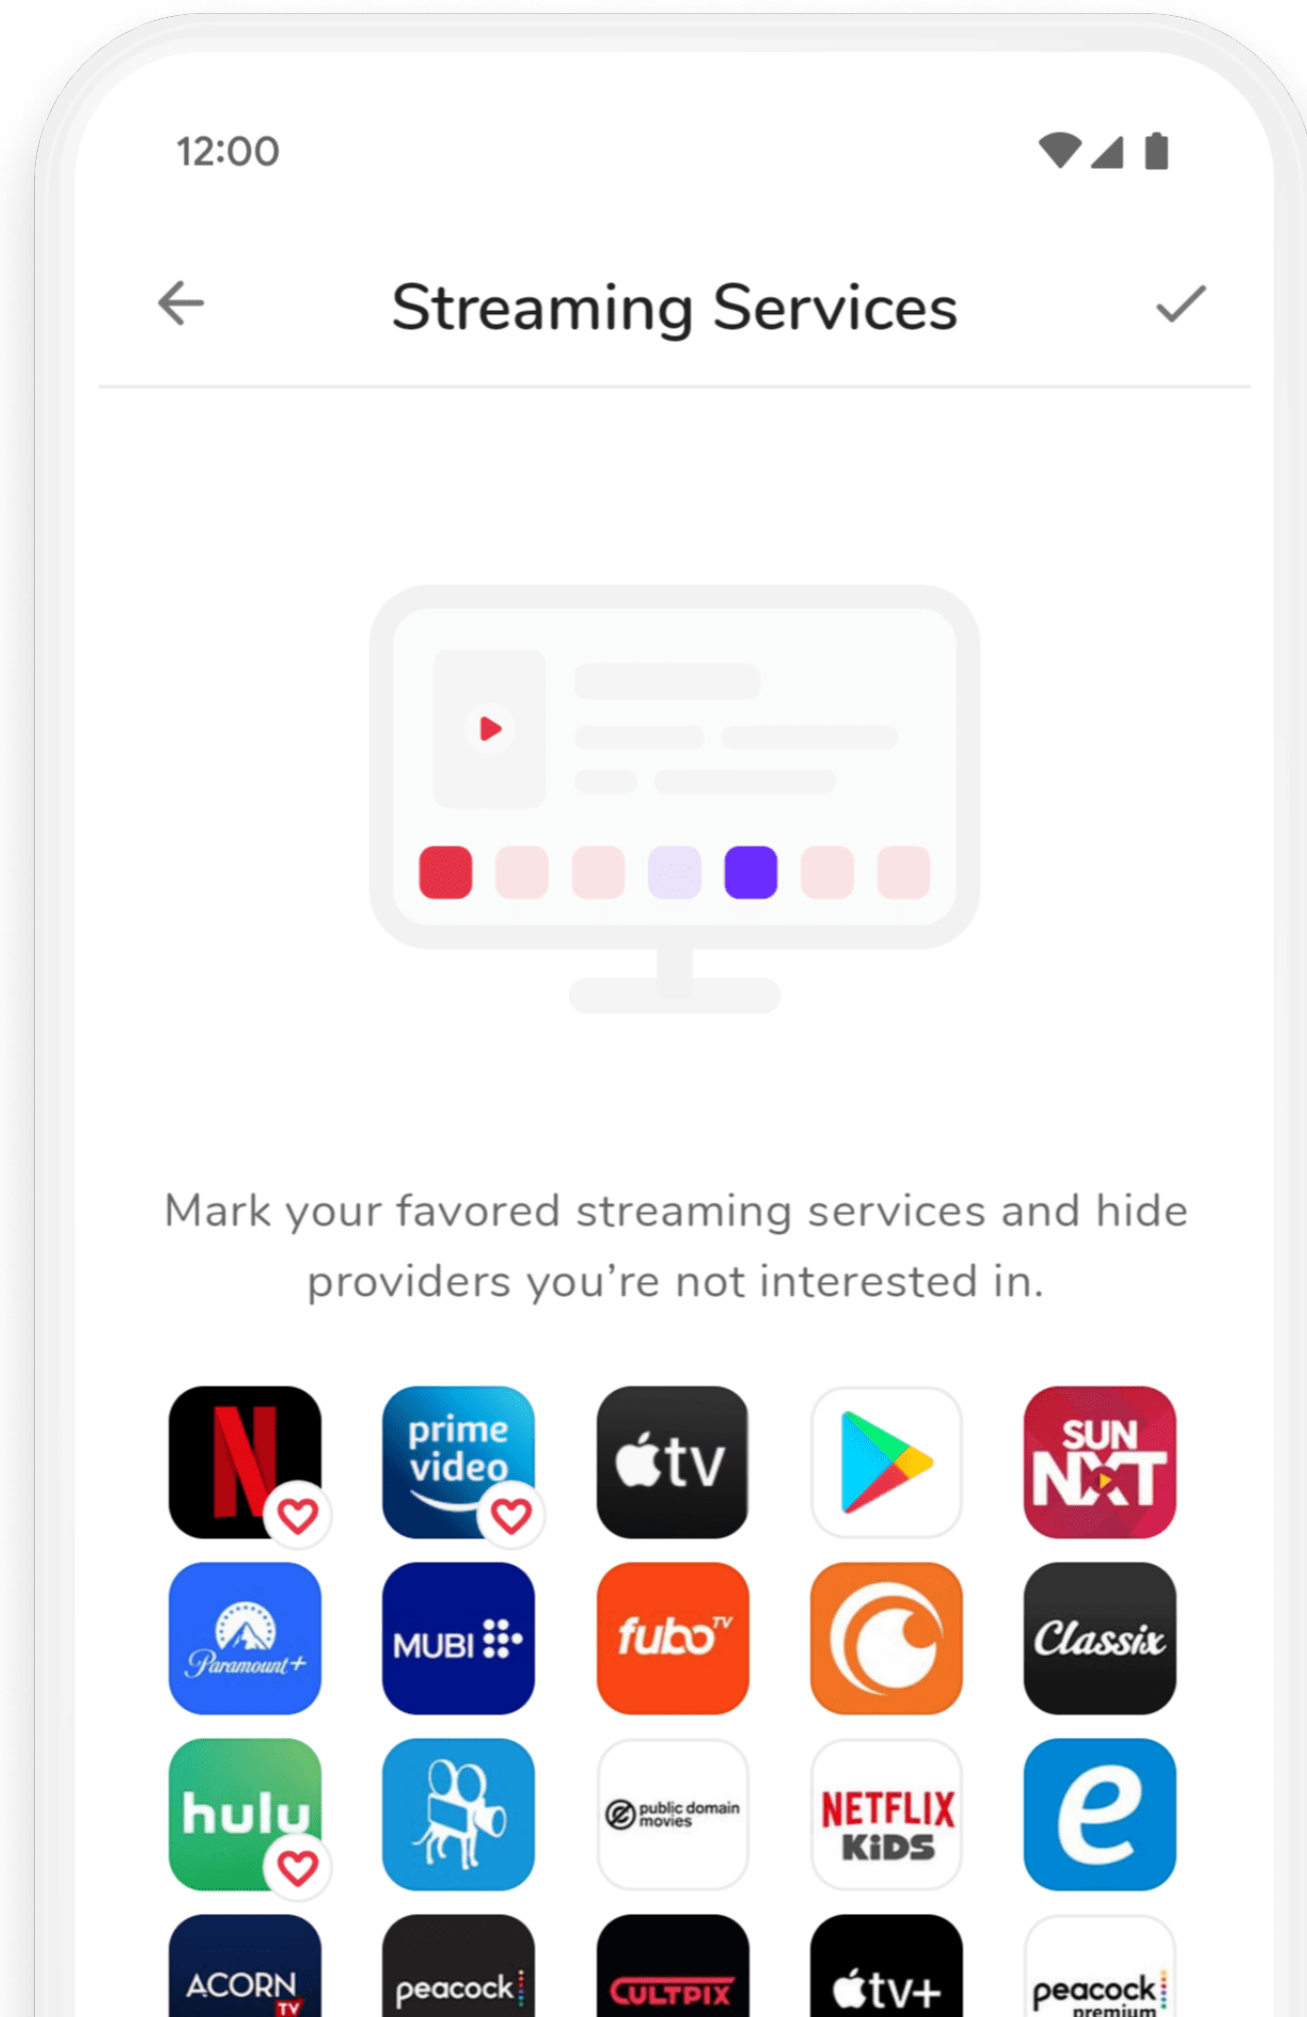 12:00
Streaming Services
Mark your favored streaming services and hide
providers you’re not interested in.
N
prime
video
tv
SUN
NXT
Paramount+
MUBI
fubo TV
Classix
hulu
public domain
movies
NETFLIX
KiDS
e
ACORN
TV
peacock
CULTPIX
tv+
peacock
premium